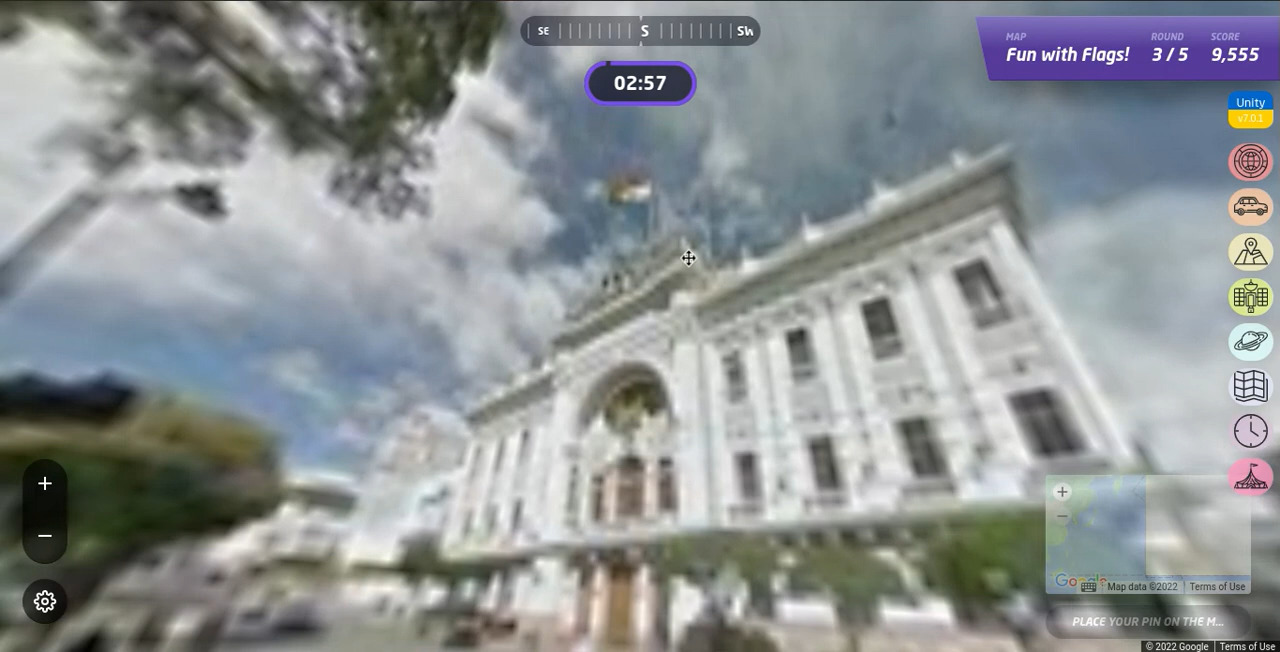 SE
S
SW
02:57
MAP
Fun with Flags!
ROUND
3 / 5
SCORE
9,555
Unity
v7.0.1
Google
Map data ©2022
Terms of Use
PLACE YOUR PIN ON THE M...
© 2022 Google
Terms of Use